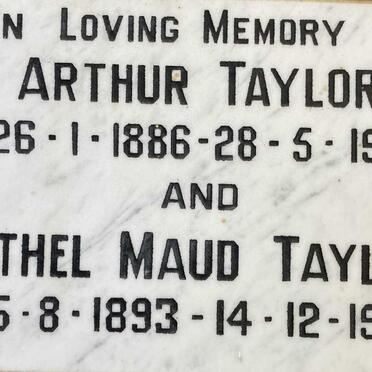 N LOVING MEMORY
ARTHUR TAYLOR
26-1-1886-28-5-19
AND
THEL MAUD TAYL
5-8-1893-14-12-19